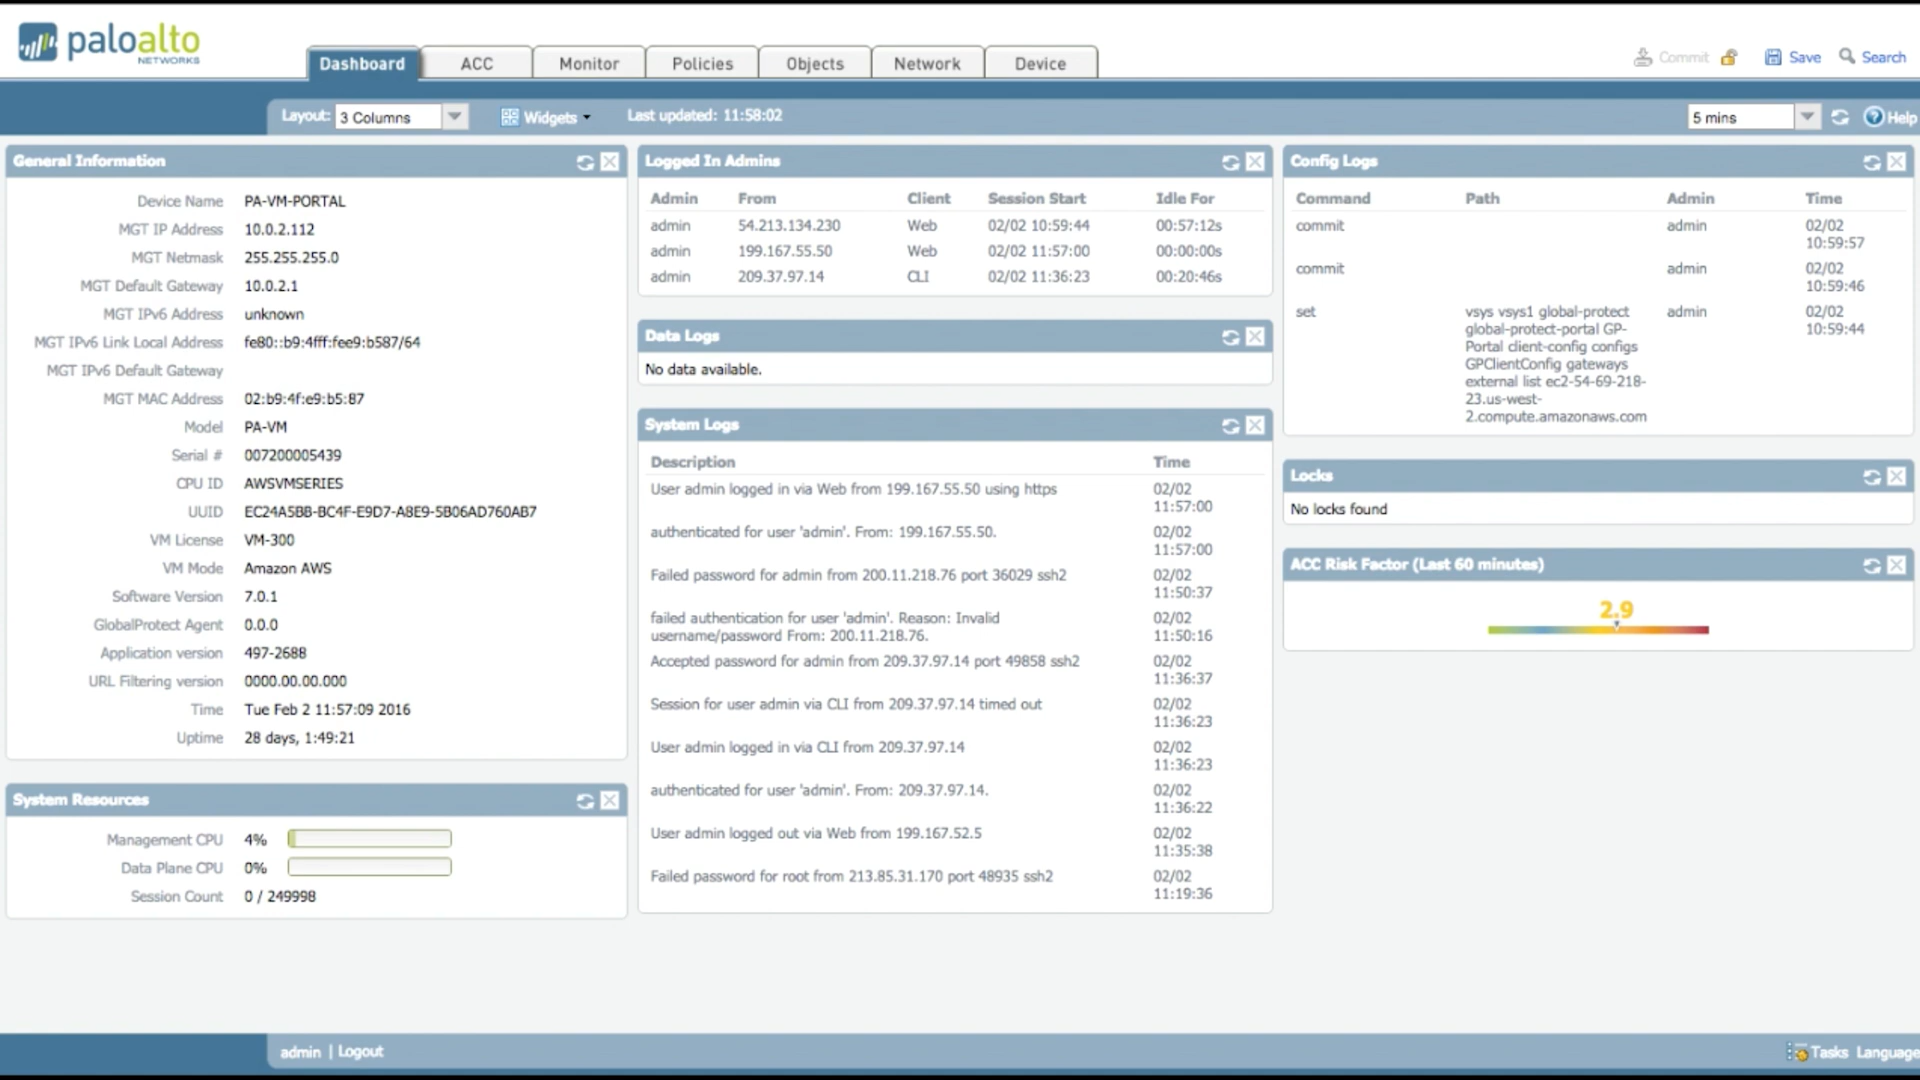 paloalto
NETWORKS
Dashboard ACC Monitor Policies Objects Network Device
Commit Save Search
Layout: 3 Columns Widgets Last updated: 11:58:02
5 mins Help
General Information
Device Name PA-VM-PORTAL
MGT IP Address 10.0.2.112
MGT Netmask 255.255.255.0
MGT Default Gateway 10.0.2.1
MGT IPv6 Address unknown
MGT IPv6 Link Local Address fe80::b9:4fff:fee9:b587/64
MGT IPv6 Default Gateway
MGT MAC Address 02:b9:4f:e9:b5:87
Model PA-VM
Serial # 007200005439
CPU ID AWSVMSERIES
UUID EC24A5BB-BC4F-E9D7-A8E9-5B06AD760AB7
VM License VM-300
VM Mode Amazon AWS
Software Version 7.0.1
GlobalProtect Agent 0.0.0
Application version 497-2688
URL Filtering version 0000.00.00.000
Time Tue Feb 2 11:57:09 2016
Uptime 28 days, 1:49:21
System Resources
Management CPU 4%
Data Plane CPU 0%
Session Count 0 / 249998
Logged In Admins
Admin From Client Session Start Idle For
admin 54.213.134.230 Web 02/02 10:59:44 00:57:12s
admin 199.167.55.50 Web 02/02 11:57:00 00:00:00s
admin 209.37.97.14 CLI 02/02 11:36:23 00:20:46s
Data Logs
No data available.
System Logs
Description Time
User admin logged in via Web from 199.167.55.50 using https 02/02
11:57:00
authenticated for user 'admin'. From: 199.167.55.50. 02/02
11:57:00
Failed password for admin from 200.11.218.76 port 36029 ssh2 02/02
11:50:37
failed authentication for user 'admin'. Reason: Invalid 02/02
username/password From: 200.11.218.76. 11:50:16
Accepted password for admin from 209.37.97.14 port 49858 ssh2 02/02
11:36:37
Session for user admin via CLI from 209.37.97.14 timed out 02/02
11:36:23
User admin logged in via CLI from 209.37.97.14 02/02
11:36:23
authenticated for user 'admin'. From: 209.37.97.14. 02/02
11:36:22
User admin logged out via Web from 199.167.52.5 02/02
11:35:38
Failed password for root from 213.85.31.170 port 48935 ssh2 02/02
11:19:36
Config Logs
Command Path Admin Time
commit admin 02/02
10:59:57
commit admin 02/02
10:59:46
set vsys vsys1 global-protect admin 02/02
global-protect-portal GP- 10:59:44
Portal client-config configs
GPClientConfig gateways
external list ec2-54-69-218-
23.us-west-
2.compute.amazonaws.com
Locks
No locks found
ACC Risk Factor (Last 60 minutes)
2.9
admin | Logout
Tasks Language